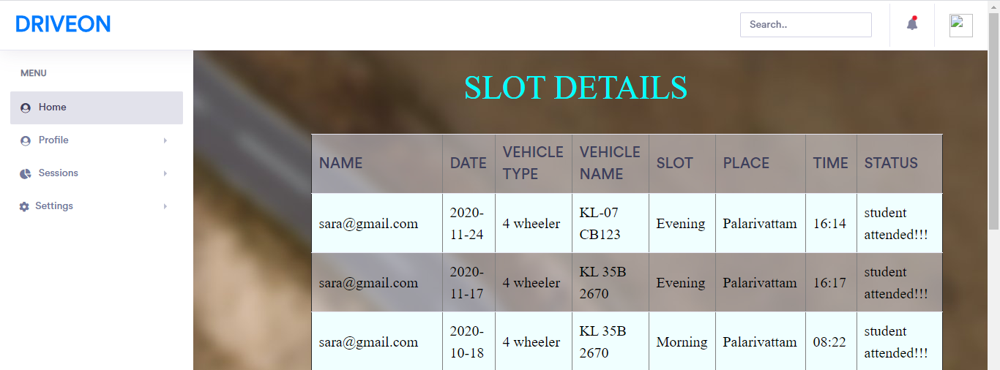 DRIVEON
Search..
MENU
Home
Profile
Sessions
Settings
SLOT DETAILS
NAME DATE VEHICLE TYPE VEHICLE NAME SLOT PLACE TIME STATUS
sara@gmail.com 2020-11-24 4 wheeler KL-07 CB123 Evening Palarivattam 16:14 student attended!!!
sara@gmail.com 2020-11-17 4 wheeler KL 35B 2670 Evening Palarivattam 16:17 student attended!!!
sara@gmail.com 2020-10-18 4 wheeler KL 35B 2670 Morning Palarivattam 08:22 student attended!!!